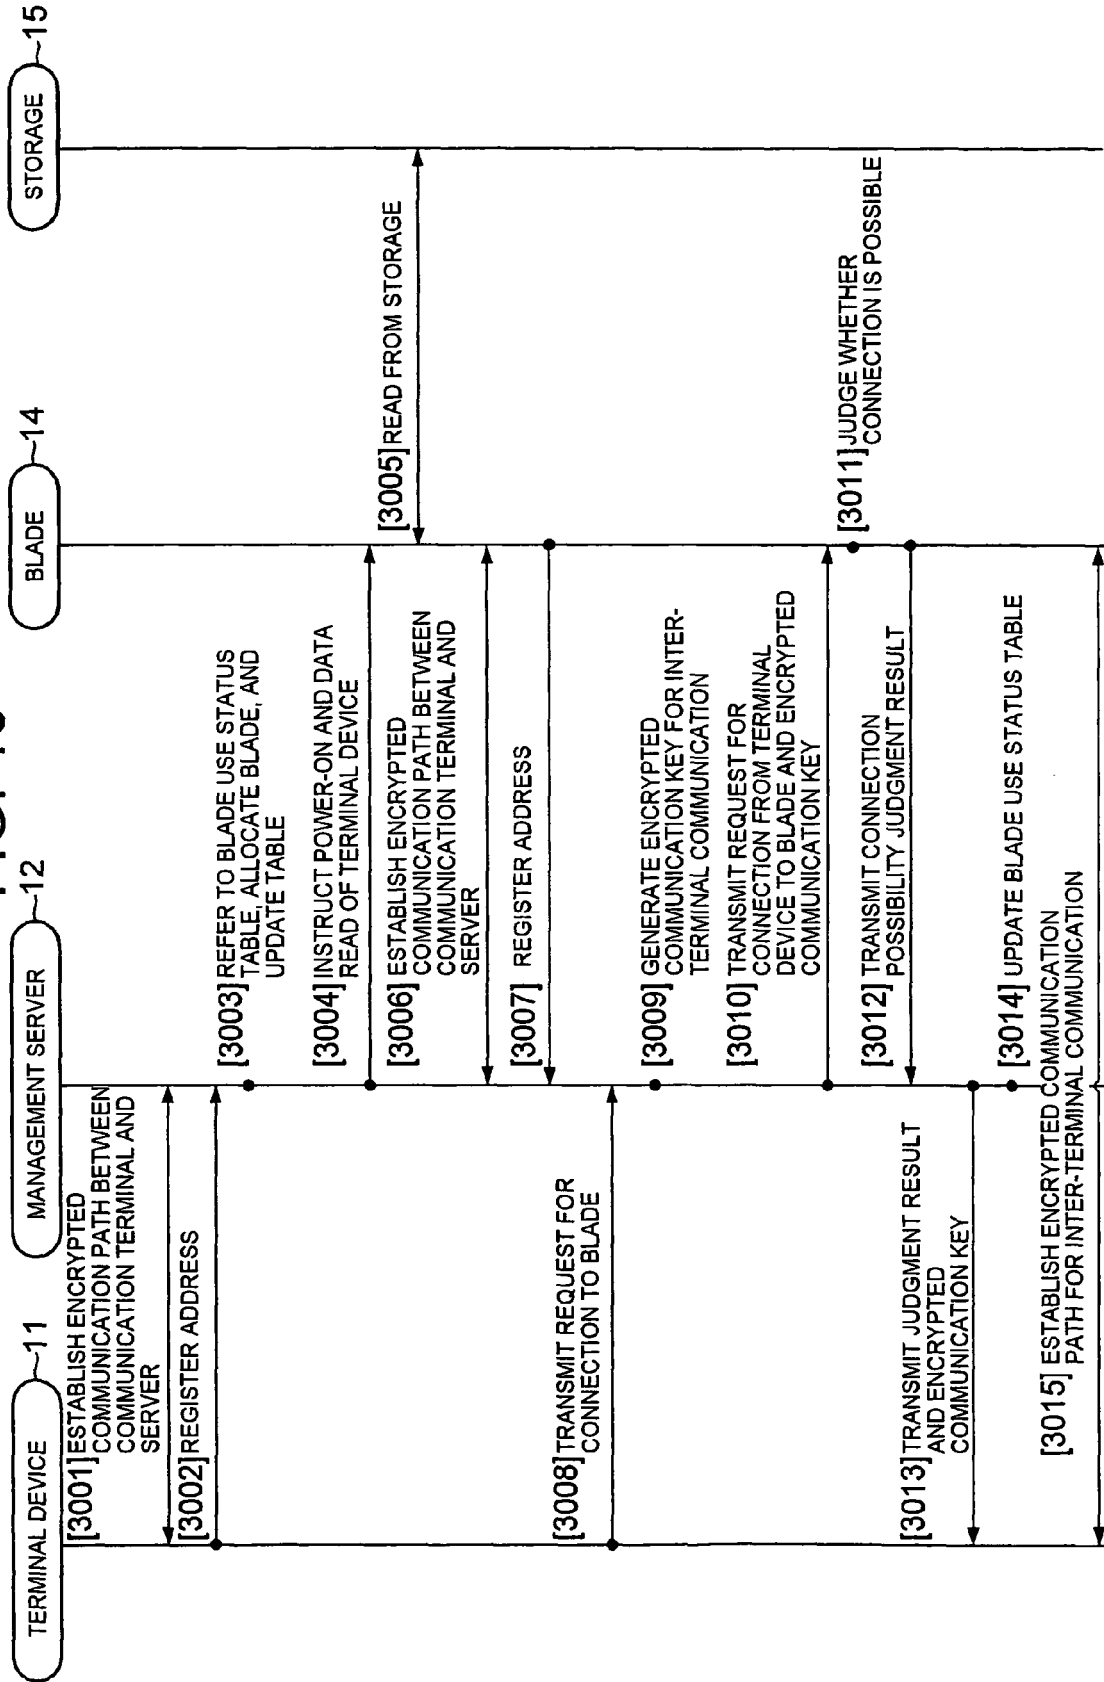 TERMINAL DEVICE
11
MANAGEMENT SERVER
12
BLADE
14
STORAGE
15
[3001] ESTABLISH ENCRYPTED
COMMUNICATION PATH BETWEEN
COMMUNICATION TERMINAL AND
SERVER
[3002] REGISTER ADDRESS
[3003] REFER TO BLADE USE STATUS
TABLE, ALLOCATE BLADE, AND
UPDATE TABLE
[3004] INSTRUCT POWER-ON AND DATA
READ OF TERMINAL DEVICE
[3005] READ FROM STORAGE
[3006] ESTABLISH ENCRYPTED
COMMUNICATION PATH BETWEEN
COMMUNICATION TERMINAL AND
SERVER
[3007] REGISTER ADDRESS
[3008] TRANSMIT REQUEST FOR
CONNECTION TO BLADE
[3009] GENERATE ENCRYPTED
COMMUNICATION KEY FOR INTER-
TERMINAL COMMUNICATION
[3010] TRANSMIT REQUEST FOR
CONNECTION FROM TERMINAL
DEVICE TO BLADE AND ENCRYPTED
COMMUNICATION KEY
[3011] JUDGE WHETHER
CONNECTION IS POSSIBLE
[3012] TRANSMIT CONNECTION
POSSIBILITY JUDGMENT RESULT
[3013] TRANSMIT JUDGMENT RESULT
AND ENCRYPTED
COMMUNICATION KEY
[3014] UPDATE BLADE USE STATUS TABLE
[3015] ESTABLISH ENCRYPTED COMMUNICATION
PATH FOR INTER-TERMINAL COMMUNICATION